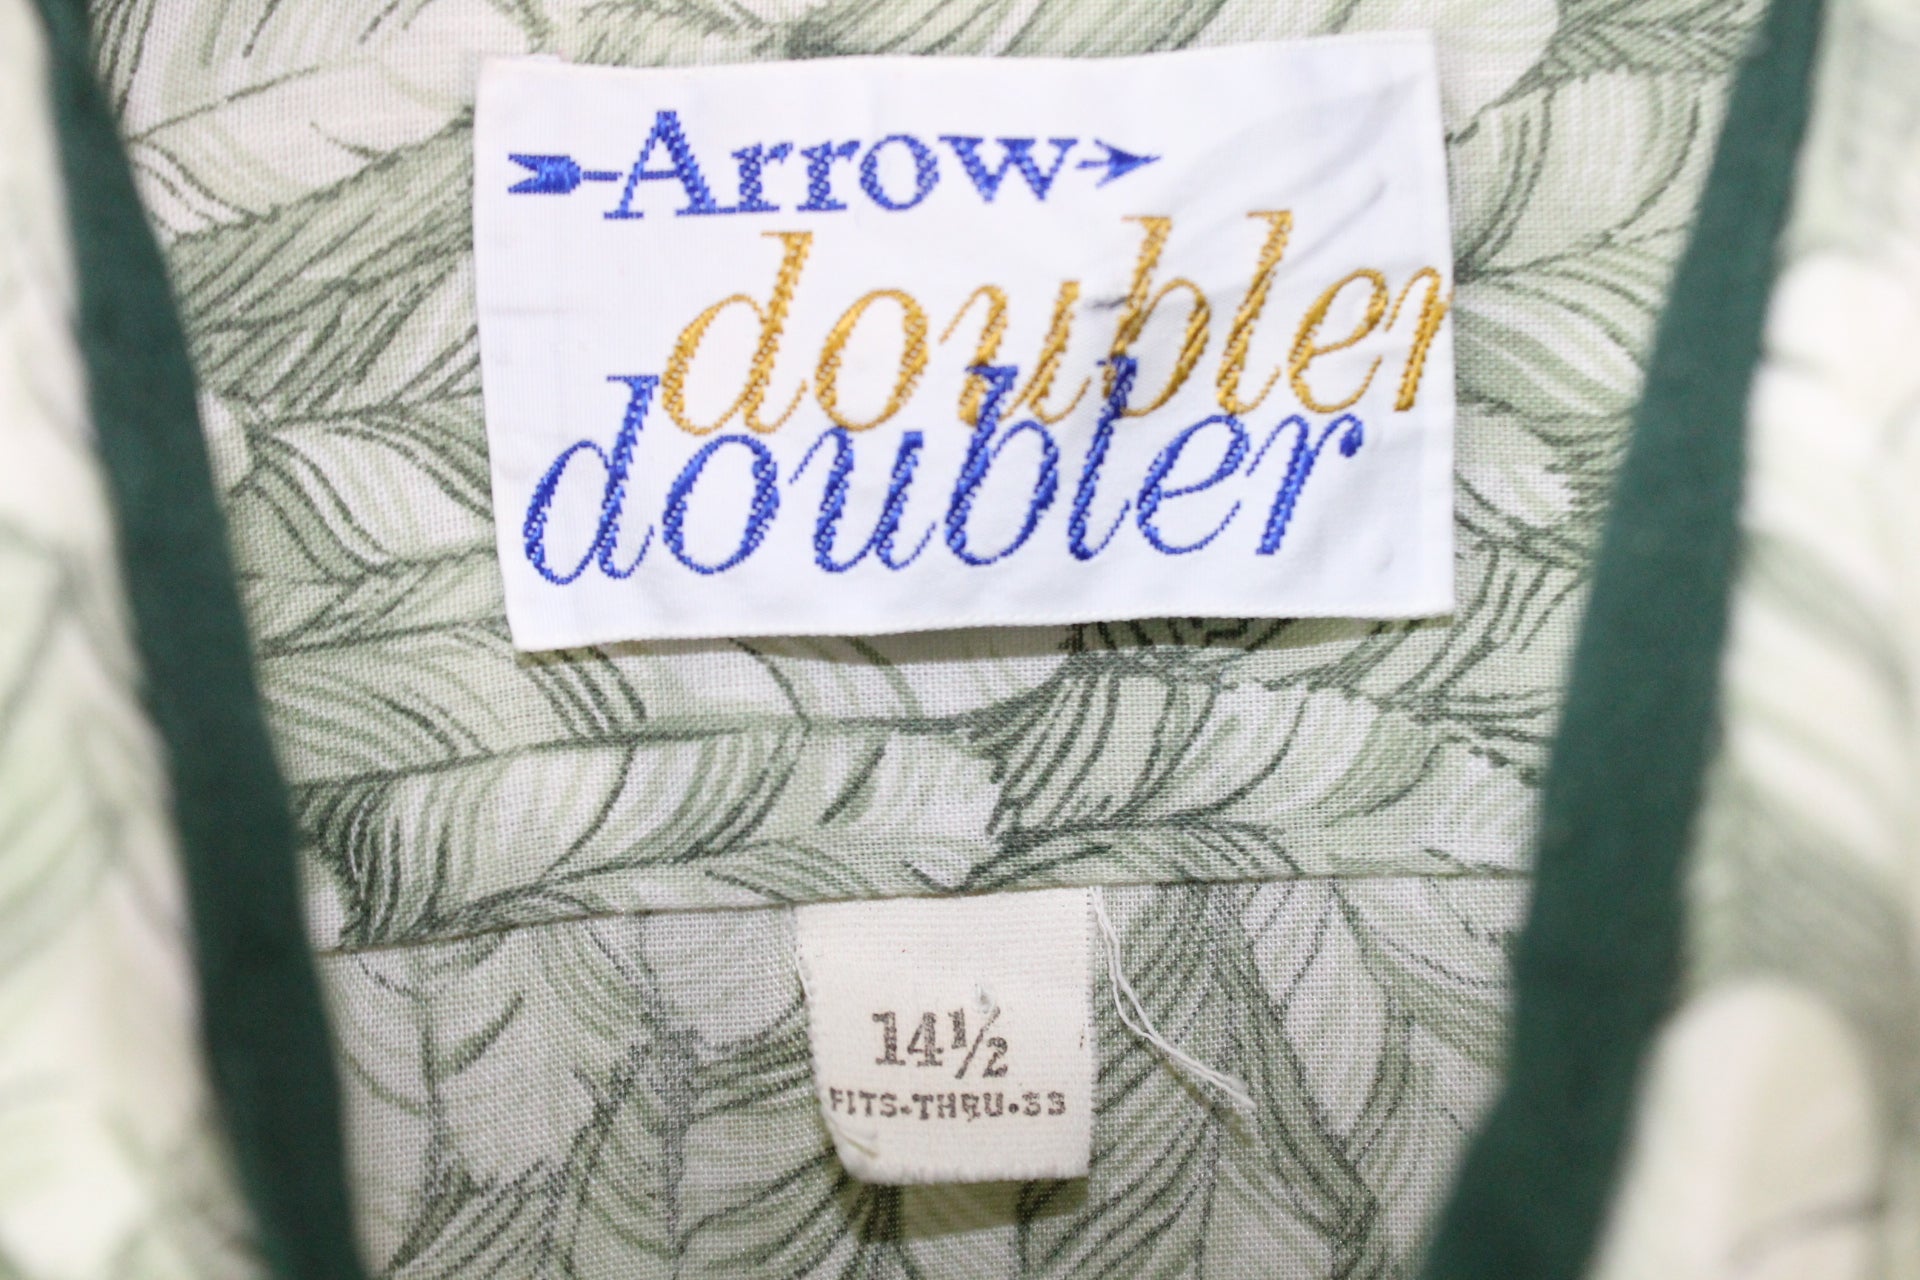 Arrow
doubler
doubler
14½
FITS-THRU.33